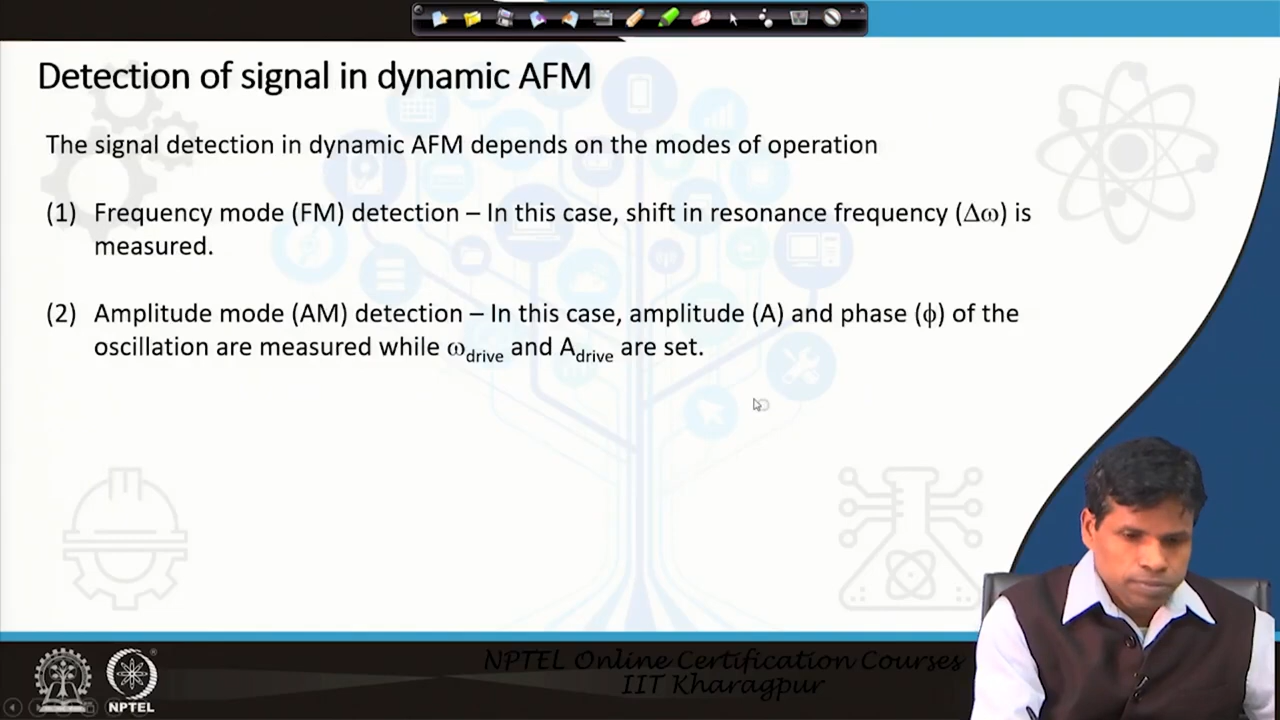 Detection of signal in dynamic AFM
The signal detection in dynamic AFM depends on the modes of operation
(1) Frequency mode (FM) detection – In this case, shift in resonance frequency (Δω) is
measured.
(2) Amplitude mode (AM) detection – In this case, amplitude (A) and phase (ϕ) of the
oscillation are measured while ω_drive and A_drive are set.
NPTEL Online Certification Courses
IIT Kharagpur
NPTEL